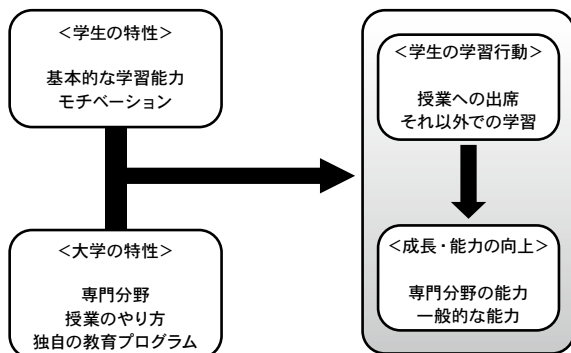 ＜学生の特性＞
基本的な学習能力
モチベーション
＜大学の特性＞
専門分野
授業のやり方
独自の教育プログラム
＜学生の学習行動＞
授業への出席
それ以外での学習
＜成長・能力の向上＞
専門分野の能力
一般的な能力